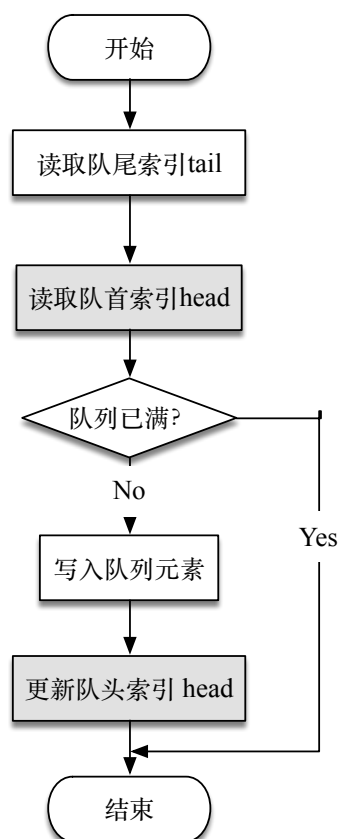 开始
读取队尾索引tail
读取队首索引head
队列已满?
No
Yes
写入队列元素
更新队头索引 head
结束